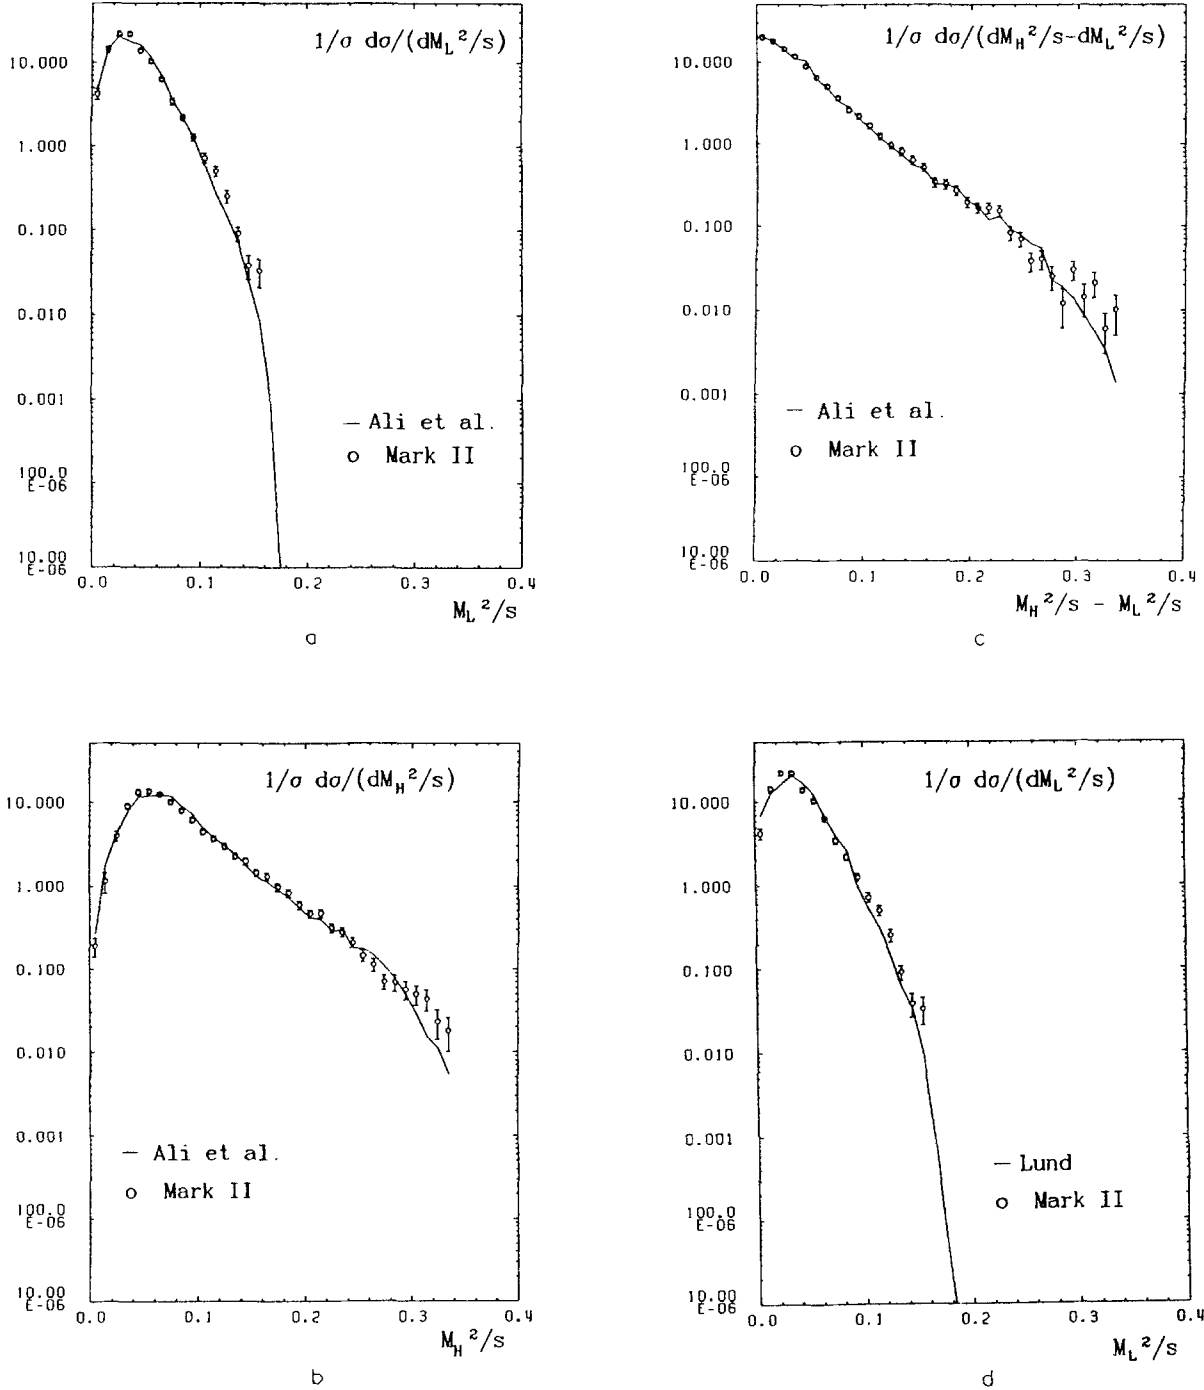 1/σ dσ/(dM_L²/s)
10.000
1.000
0.100
0.010
0.001
100.0
E-06
10.00
E-06
— Ali et al.
o Mark II
0.0 0.1 0.2 0.3 0.4
M_L²/s
a
1/σ dσ/(dM_H²/s-dM_L²/s)
10.000
1.000
0.100
0.010
0.001
100.0
E-06
10.00
E-06
— Ali et al.
o Mark II
0.0 0.1 0.2 0.3 0.4
M_H²/s - M_L²/s
c
1/σ dσ/(dM_H²/s)
10.000
1.000
0.100
0.010
0.001
100.0
E-06
10.00
E-06
— Ali et al.
o Mark II
0.0 0.1 0.2 0.3 0.4
M_H²/s
b
1/σ dσ/(dM_L²/s)
10.000
1.000
0.100
0.010
0.001
100.0
E-06
10.00
E-06
— Lund
o Mark II
0.0 0.1 0.2 0.3 0.4
M_L²/s
d